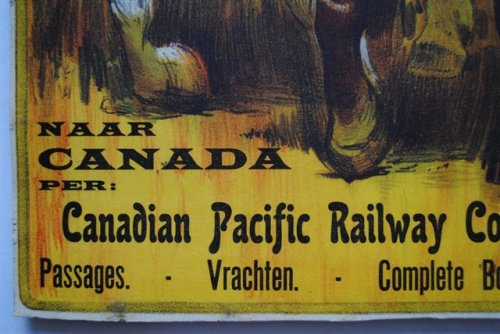 NAAR
CANADA
PER:
Canadian Pacific Railway Co
Passages. - Vrachten. - Complete